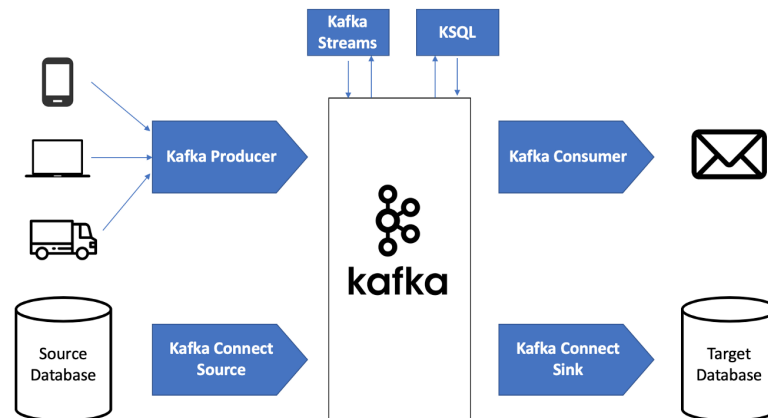 Kafka
Streams
KSQL
Kafka Producer
Kafka Consumer
kafka
Source
Database
Kafka Connect
Source
Kafka Connect
Sink
Target
Database